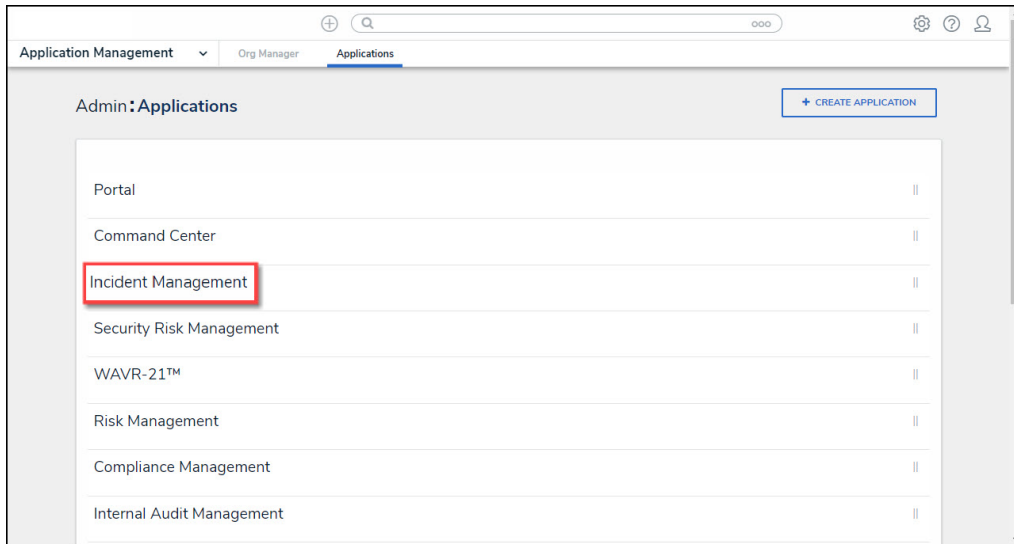 Application Management Org Manager Applications
Admin:Applications
+ CREATE APPLICATION
Portal
Command Center
Incident Management
Security Risk Management
WAVR-21™
Risk Management
Compliance Management
Internal Audit Management